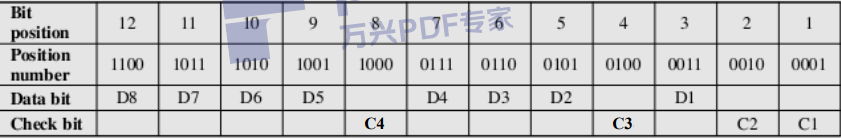 Bit position 12 11 10 9 8 7 6 5 4 3 2 1
Position number 1100 1011 1010 1001 1000 0111 0110 0101 0100 0011 0010 0001
Data bit D8 D7 D6 D5 D4 D3 D2 D1
Check bit C4 C3 C2 C1
万兴PDF专家